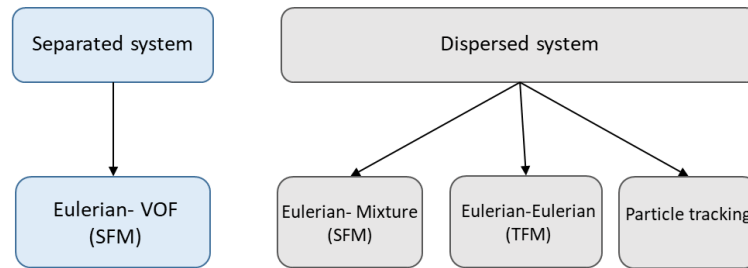 Separated system
Dispersed system
Eulerian- VOF
(SFM)
Eulerian- Mixture
(SFM)
Eulerian-Eulerian
(TFM)
Particle tracking